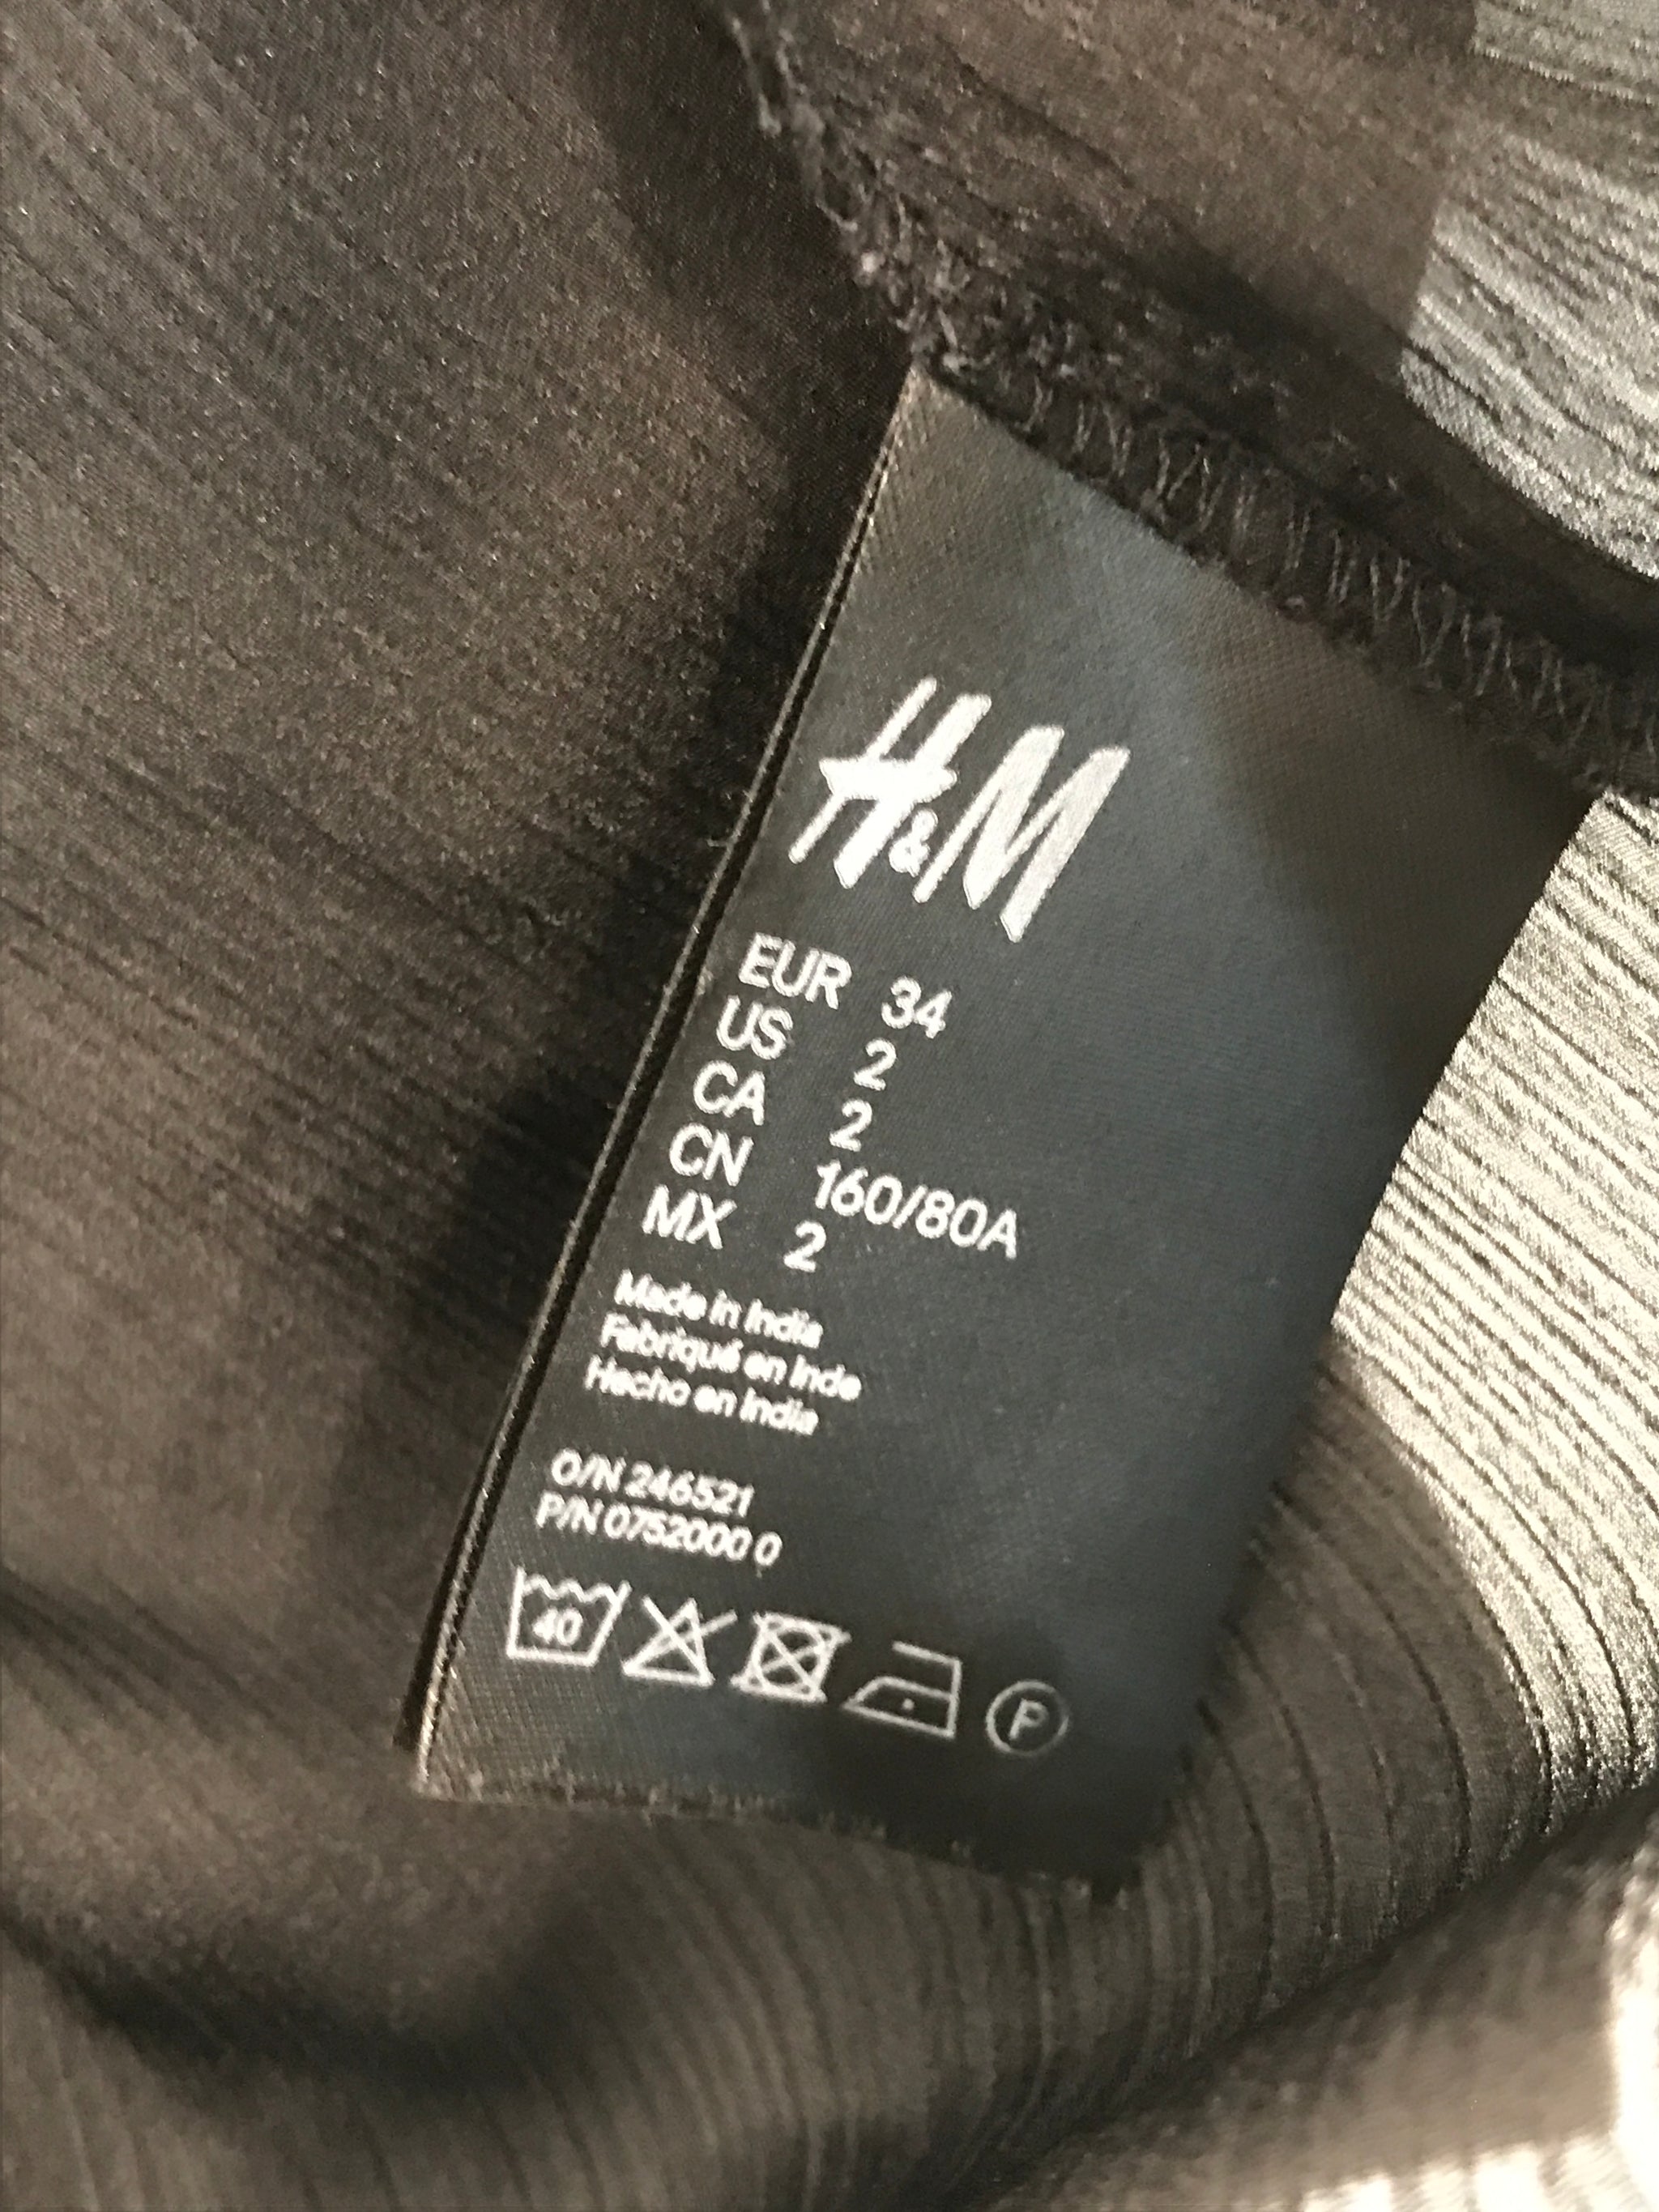 H&M
EUR 34
US 2
CA 2
CN 160/80A
MX 2
Made in India
Fabriqué en Inde
Hecho en India
O/N 246521
P/N 0752000 0
40
P